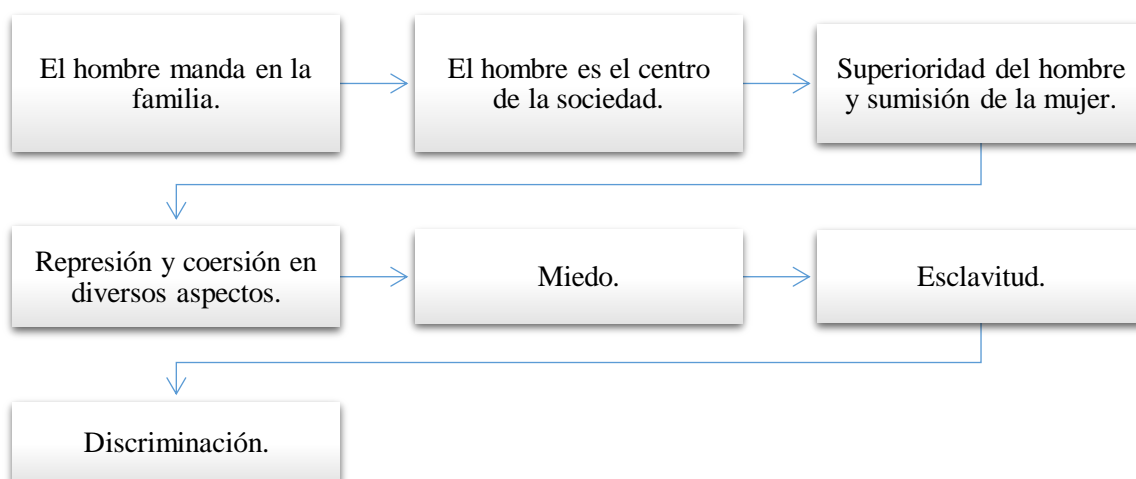 El hombre manda en la
familia.
El hombre es el centro
de la sociedad.
Superioridad del hombre
y sumisión de la mujer.
Represión y coersión en
diversos aspectos.
Miedo.
Esclavitud.
Discriminación.